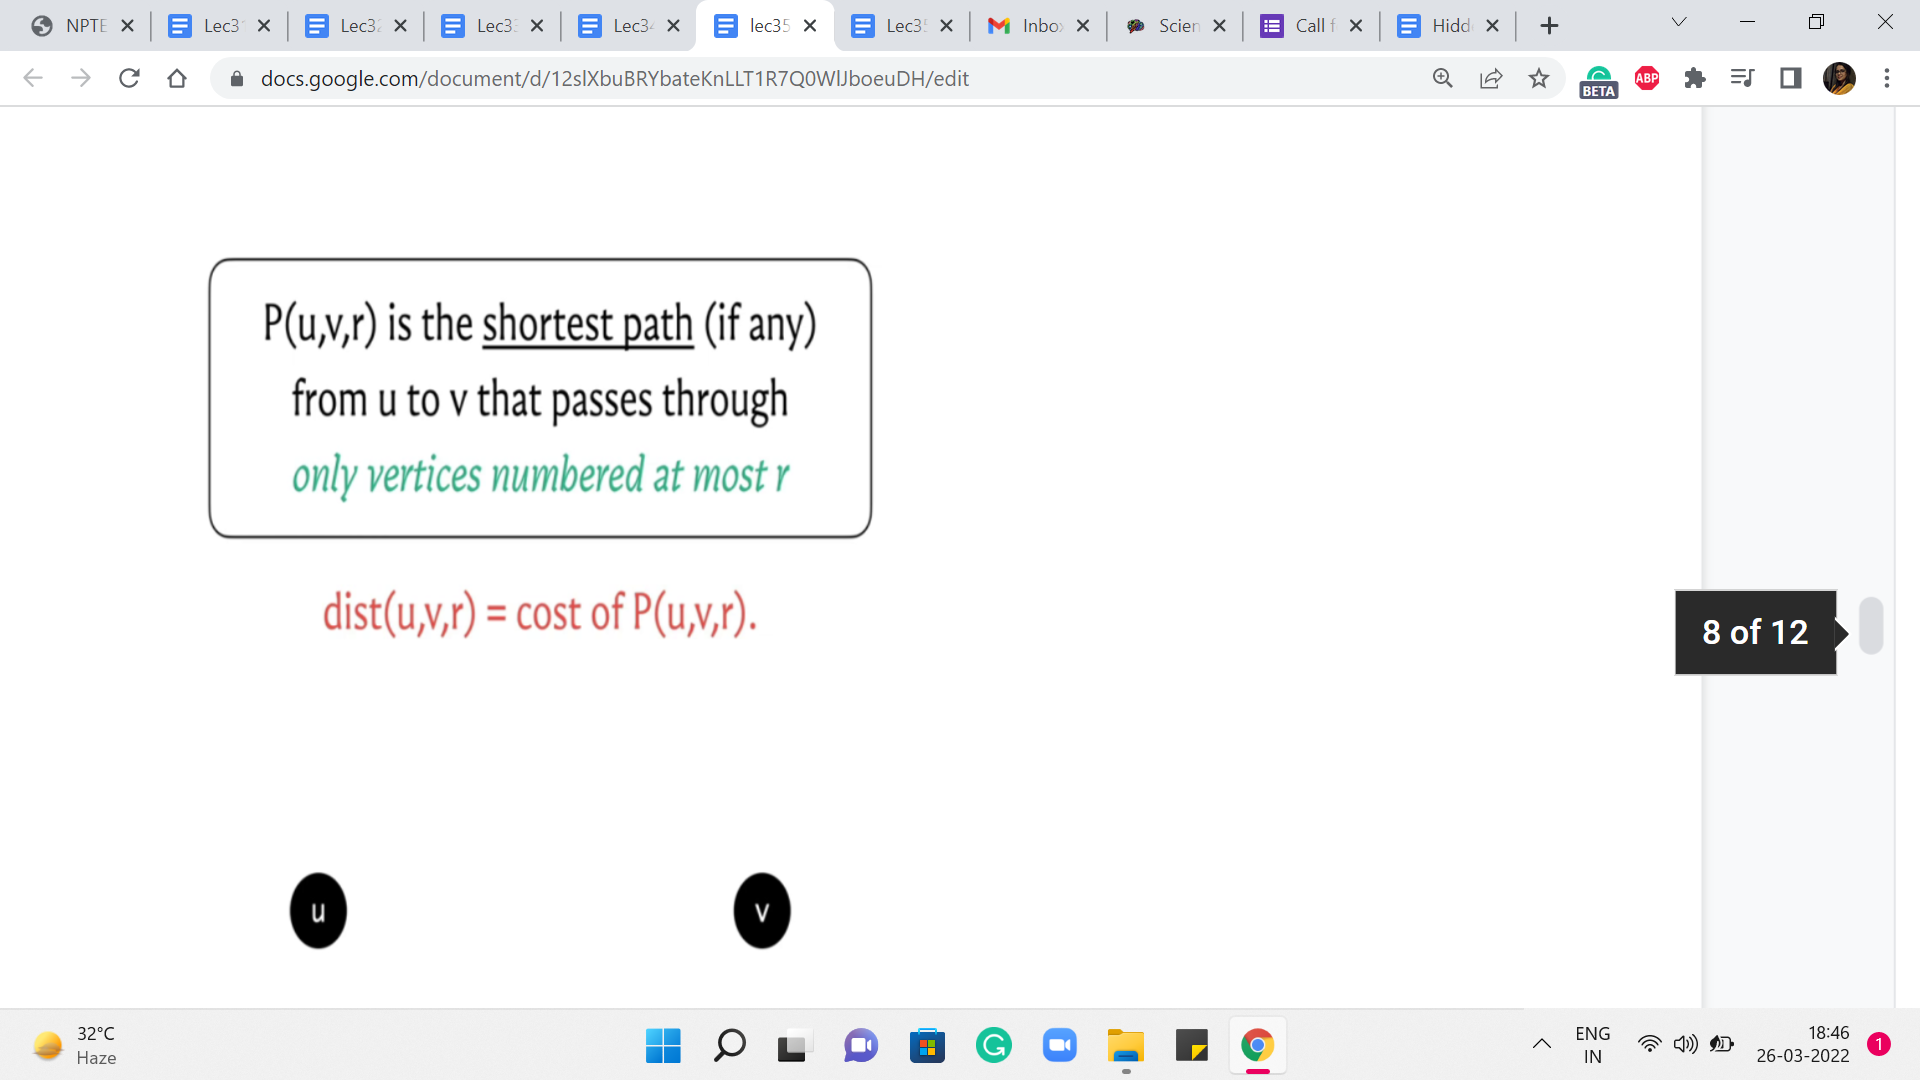 NPTE Lec3 Lec3 Lec3 Lec3 lec35 Lec3 Inbo Scien Call f Hidd
docs.google.com/document/d/12slXbuBRYbateKnLLT1R7Q0WlJboeuDH/edit
ABP
BETA
P(u,v,r) is the shortest path (if any)
from u to v that passes through
only vertices numbered at most r
dist(u,v,r) = cost of P(u,v,r).
8 of 12
u v
32°C
Haze
ENG
IN
18:46
26-03-2022
1